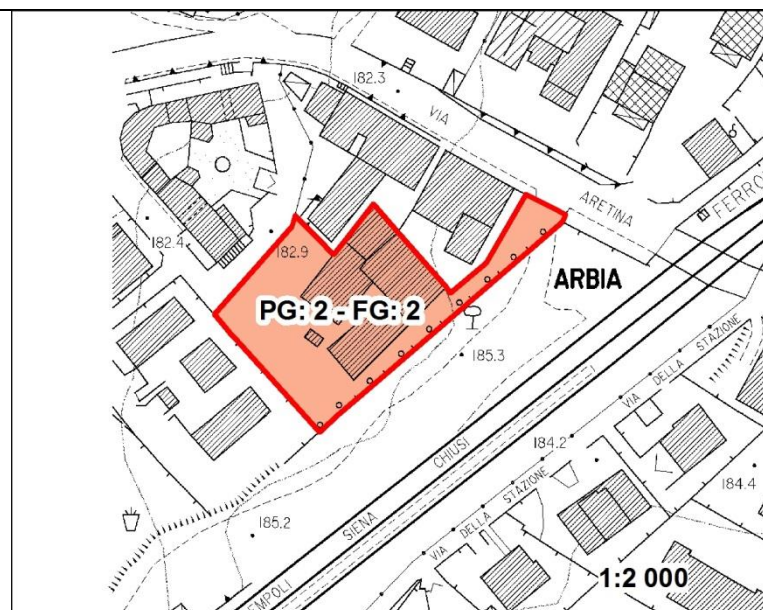 182.3
VIA
ARETINA
FERROV
182.4
182.9
ARBIA
PG: 2 - FG: 2
185.3
VIA DELLA STAZIONE
CHIUSI
184.2
SIENA
184.4
185.2
VIA DELLA STAZIONE
EMPOLI
1:2 000